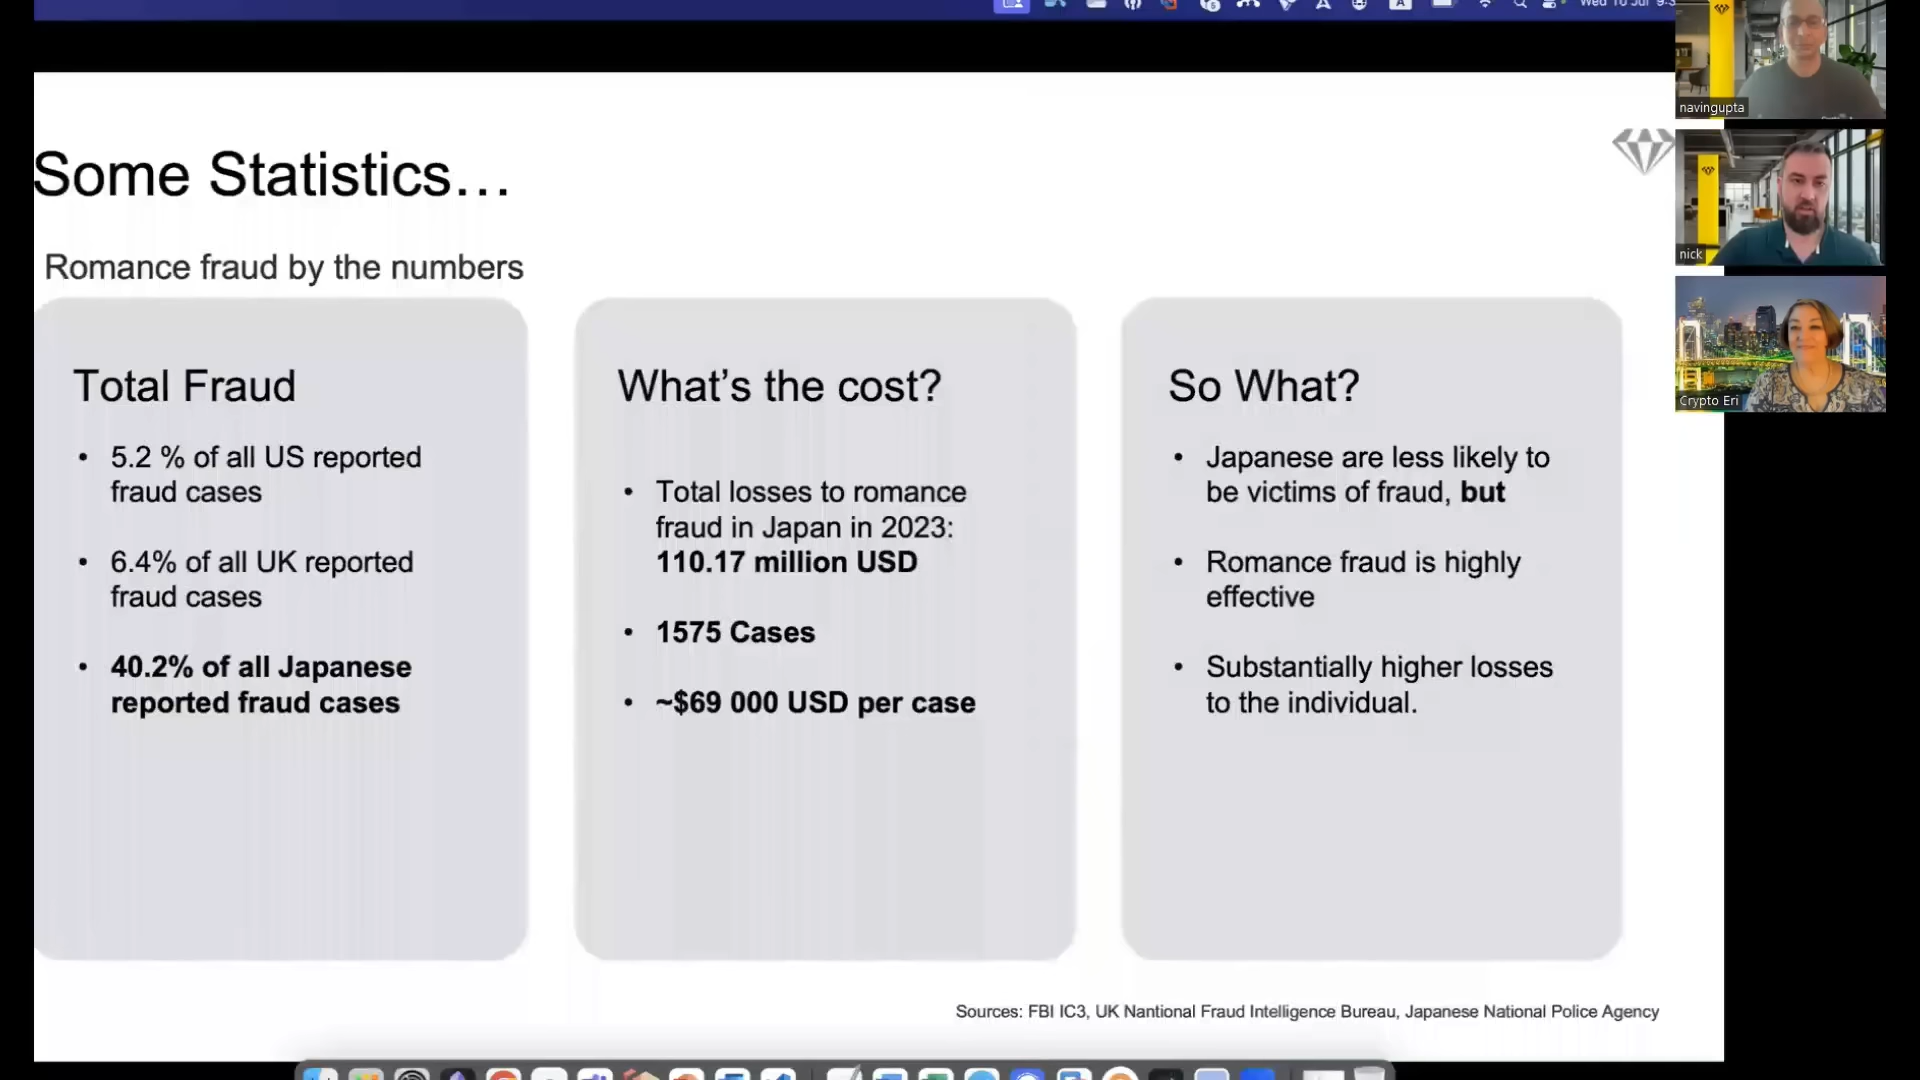 Wed 10 Jul 9:3
navingupta
Some Statistics…
nick
Romance fraud by the numbers
Crypto Eri
Total Fraud
• 5.2 % of all US reported
fraud cases
• 6.4% of all UK reported
fraud cases
• 40.2% of all Japanese
reported fraud cases
What's the cost?
• Total losses to romance
fraud in Japan in 2023:
110.17 million USD
• 1575 Cases
• ~$69 000 USD per case
So What?
• Japanese are less likely to
be victims of fraud, but
• Romance fraud is highly
effective
• Substantially higher losses
to the individual.
Sources: FBI IC3, UK Nantional Fraud Intelligence Bureau, Japanese National Police Agency